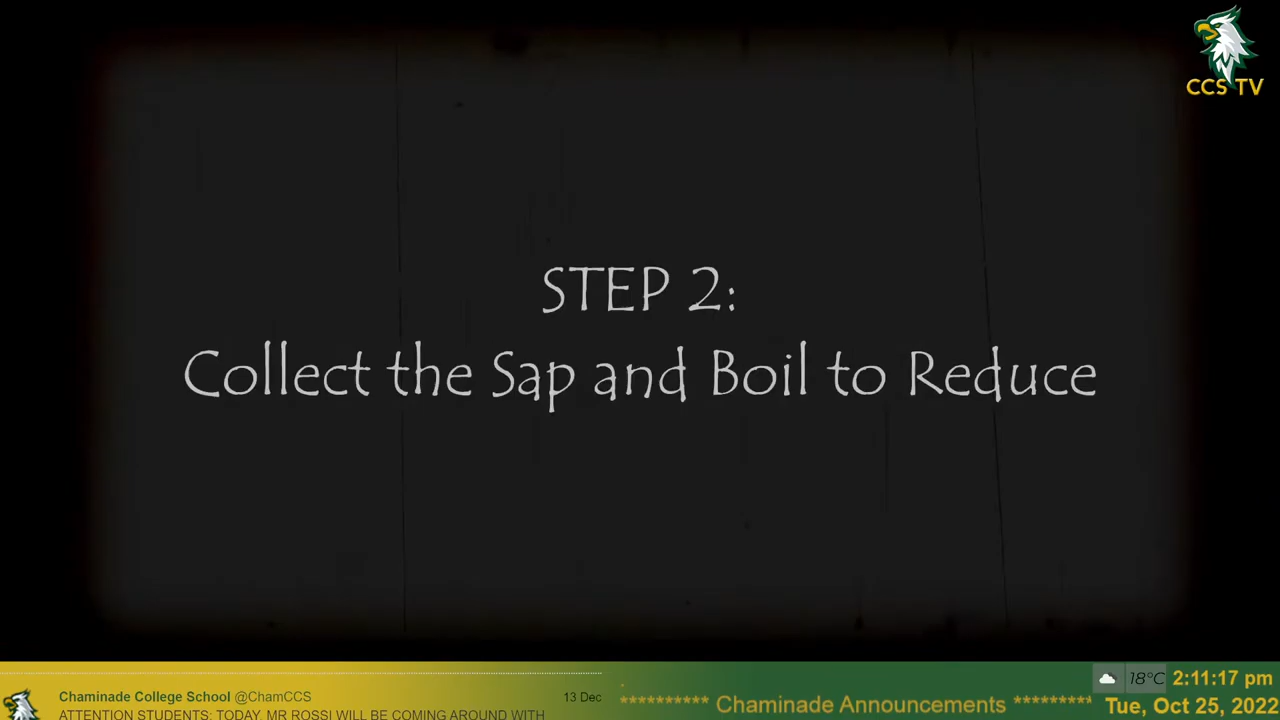 CCS TV
STEP 2:
Collect the Sap and Boil to Reduce
Chaminade College School @ChamCCS
13 Dec
ATTENTION STUDENTS: TODAY, MR ROSSI WILL BE COMING AROUND WITH
********** Chaminade Announcements **********
18°C
2:11:17 pm
Tue, Oct 25, 2022